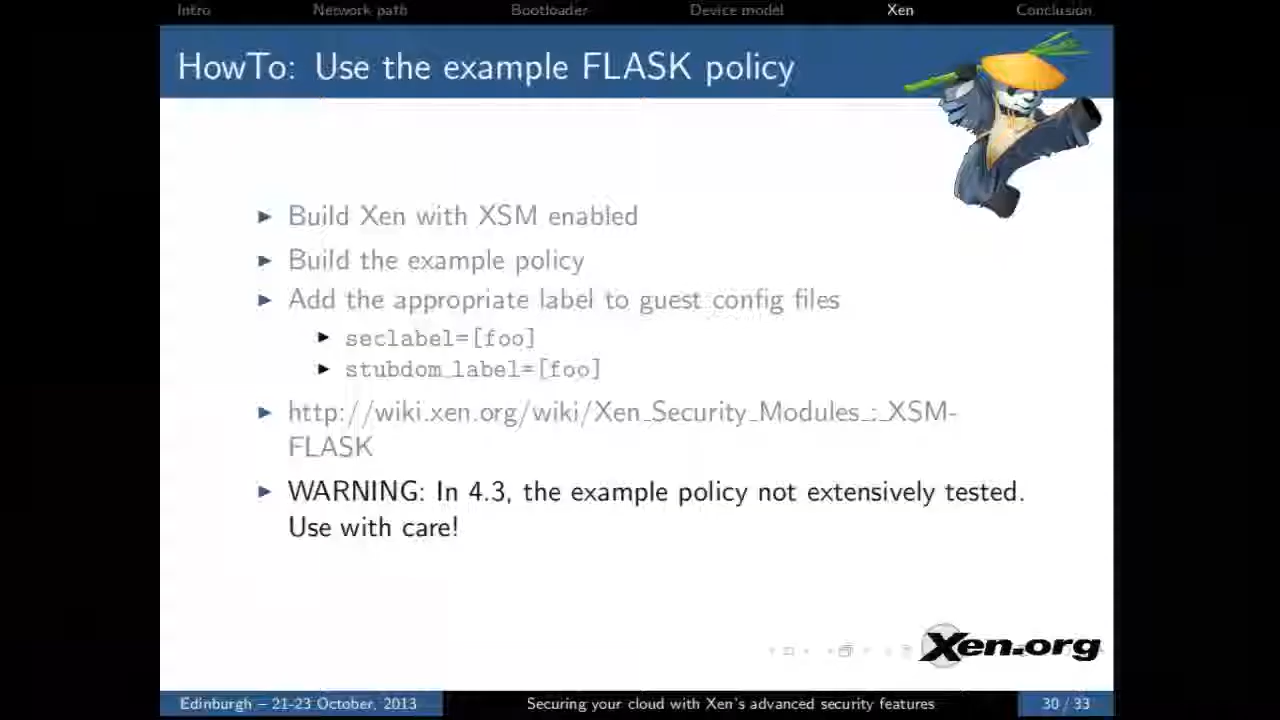 Intro Network path Bootloader Device model Xen Conclusion
HowTo: Use the example FLASK policy
Build Xen with XSM enabled
Build the example policy
Add the appropriate label to guest config files
seclabel=[foo]
stubdom_label=[foo]
http://wiki.xen.org/wiki/Xen_Security_Modules_:_XSM-
FLASK
WARNING: In 4.3, the example policy not extensively tested.
Use with care!
Xen.org
Edinburgh – 21-23 October, 2013 Securing your cloud with Xen's advanced security features 30 / 33